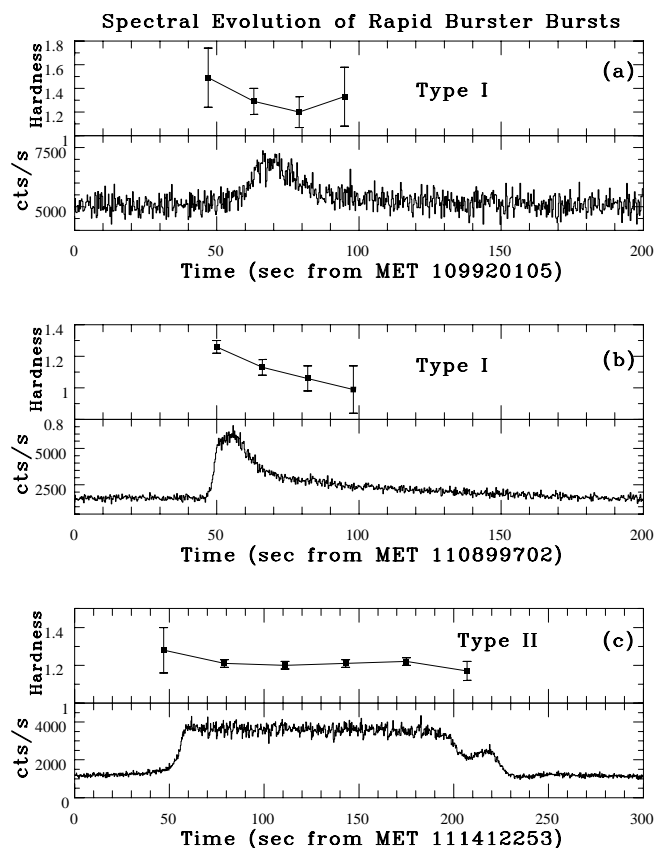 Spectral Evolution of Rapid Burster Bursts
Hardness
1.8
1.6
1.4
1.2
1
Type I
(a)
cts/s
7500
5000
0 50 100 150 200
Time (sec from MET 109920105)
Hardness
1.4
1.2
1
0.8
Type I
(b)
cts/s
5000
2500
0 50 100 150 200
Time (sec from MET 110899702)
Hardness
1.4
1.2
1
Type II
(c)
cts/s
4000
2000
0
0 50 100 150 200 250 300
Time (sec from MET 111412253)